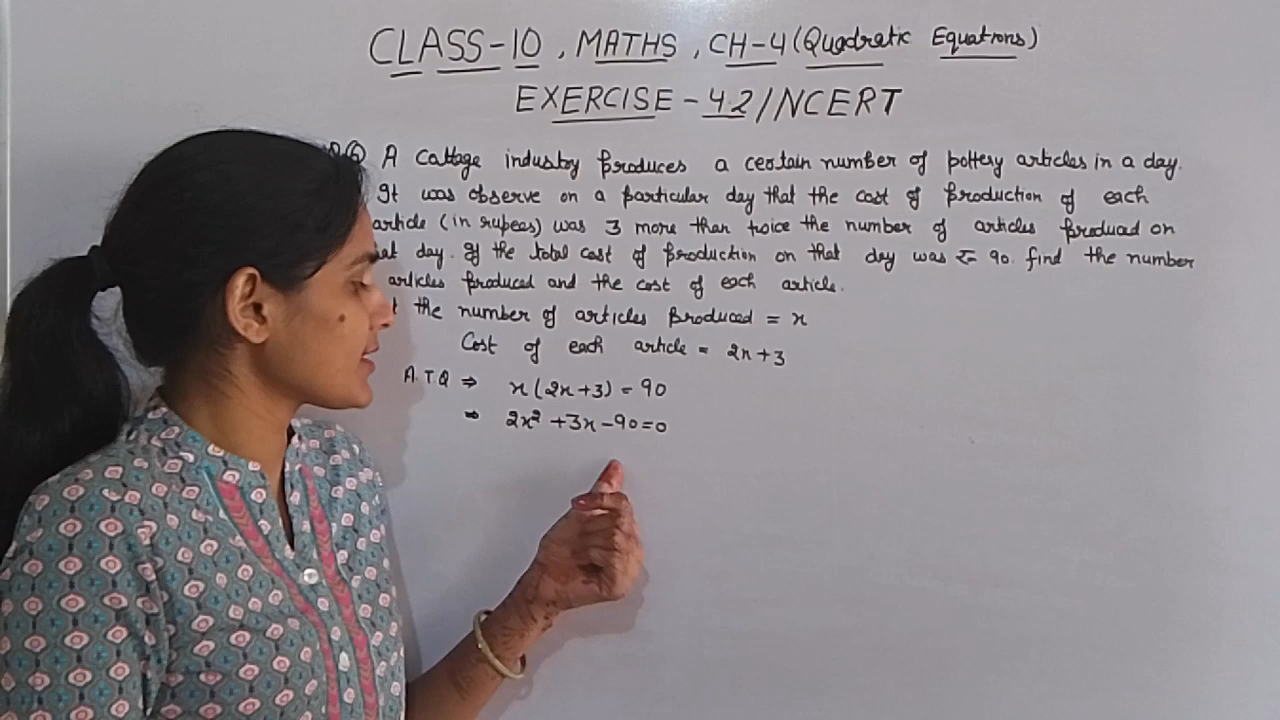 CLASS-10, MATHS, CH-4 (Quadratic Equations)
EXERCISE - 4.2/NCERT
A Cattage industry produces a certain number of pottery articles in a day.
It was observe on a particular day that the cost of production of each
article (in rupees) was 3 more than twice the number of articles produced on
day. If the total cost of production on that day was ₹ 90. find the number
articles produced and the cost of each article.
the number of articles produced = x
Cost of each article = 2x+3
A.T.Q ⇒ x(2x+3) = 90
⇒ 2x² +3x-90=0